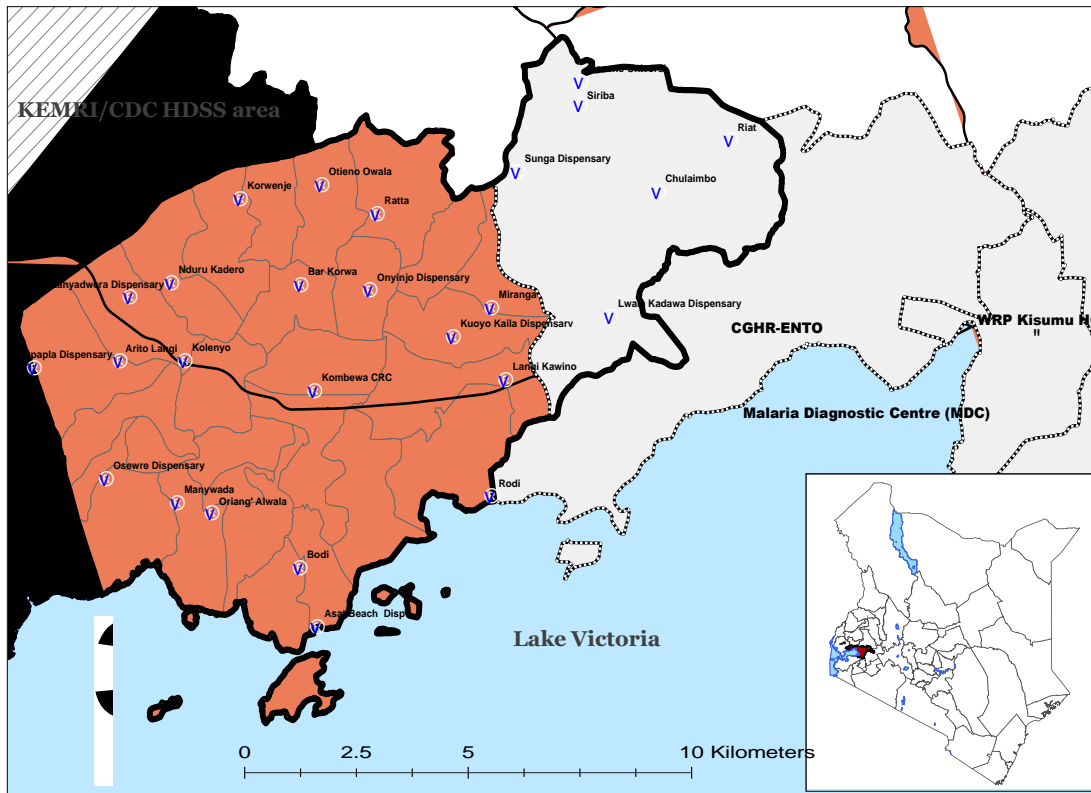 Siriba
KEMRI/CDC HDSS area
Riat
Sunga Dispensary
Otieno Owala
Korwenje
Chulaimbo
Ratta
Nduru Kadero
Bar Korwa
Onyinjo Dispensary
Dispensary
Miranga
Lwala Kadawa Dispensary
WRP Kisumu
Kuoyo Kaila Dispensary
CGHR-ENTO
"
Dispensary
Arito Langi
Kolenyo
Langi Kawino
Kombewa CRC
Malaria Diagnostic Centre (MDC)
Osewre Dispensary
Rodi
Manywada
Oriang' Alwala
Bodi
Asat Beach Disp
Lake Victoria
0 2.5 5 10 Kilometers